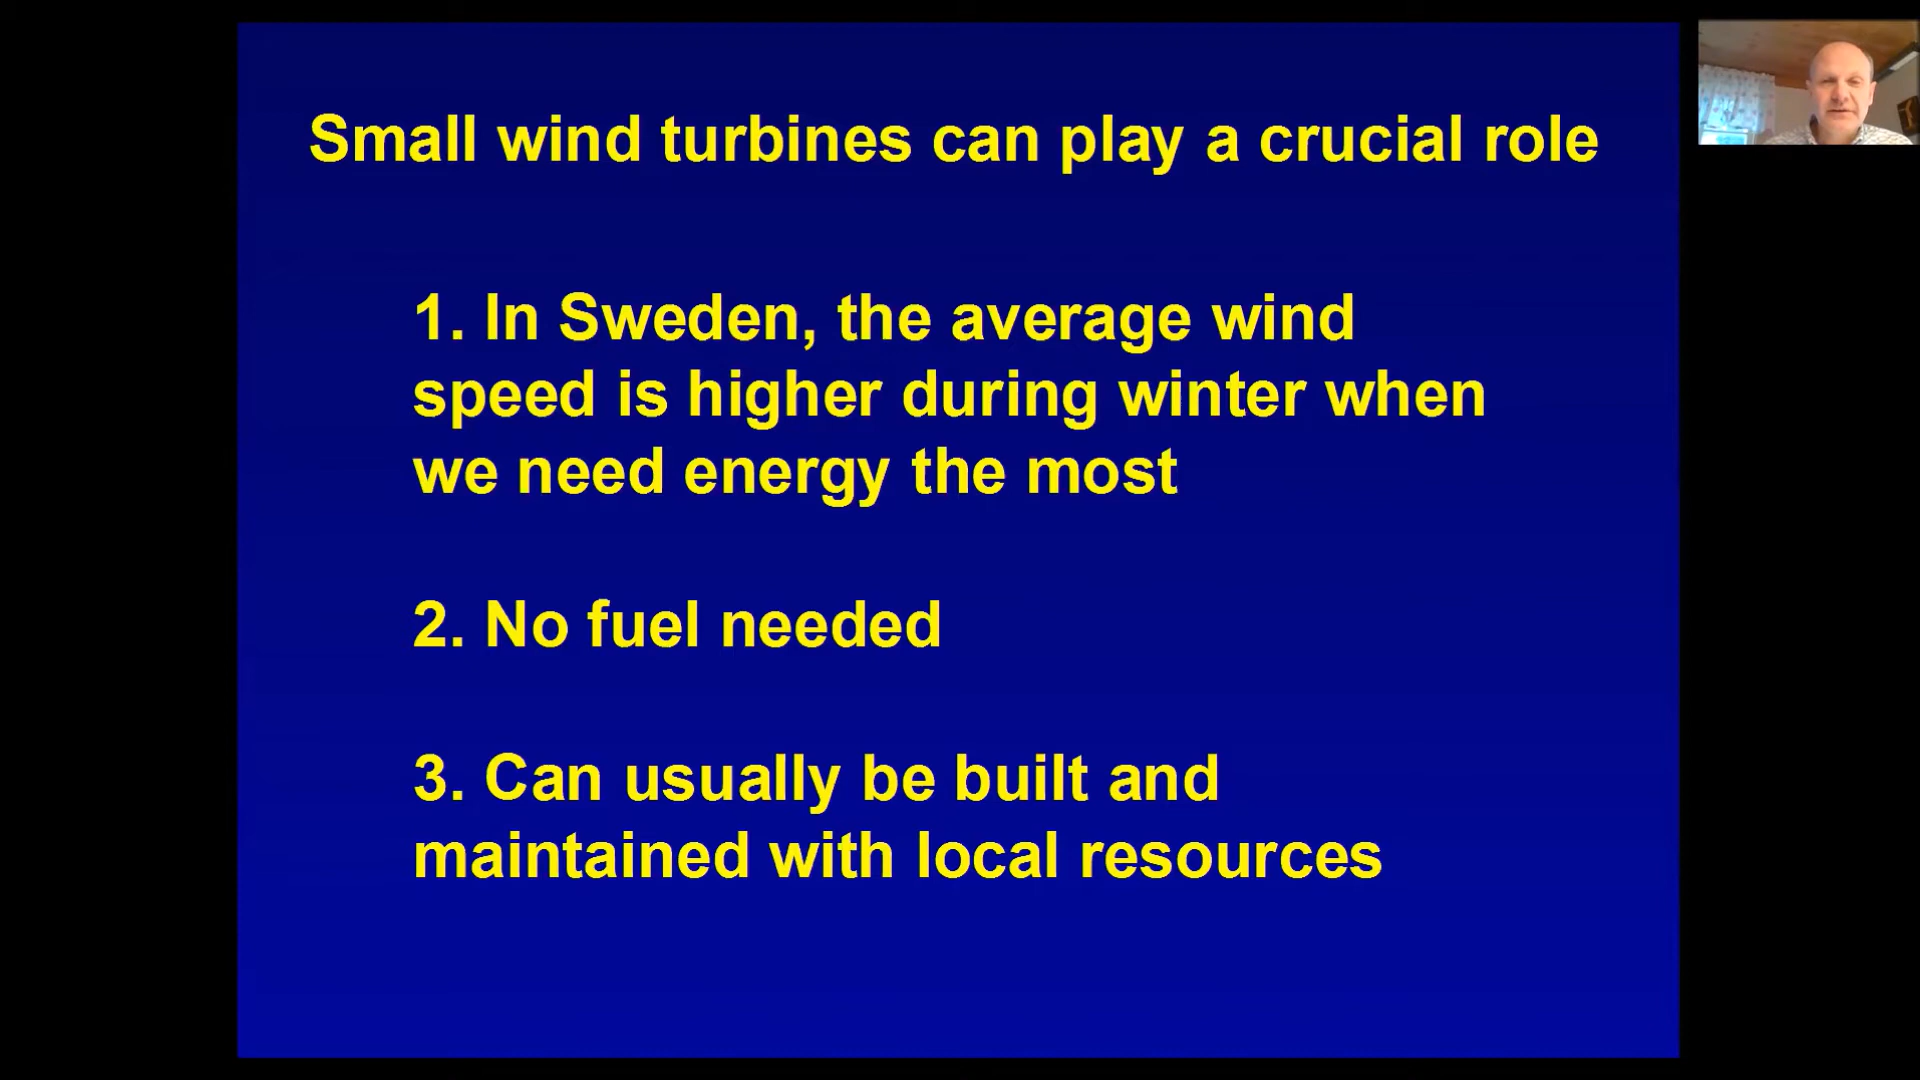 Small wind turbines can play a crucial role
1. In Sweden, the average wind
speed is higher during winter when
we need energy the most
2. No fuel needed
3. Can usually be built and
maintained with local resources